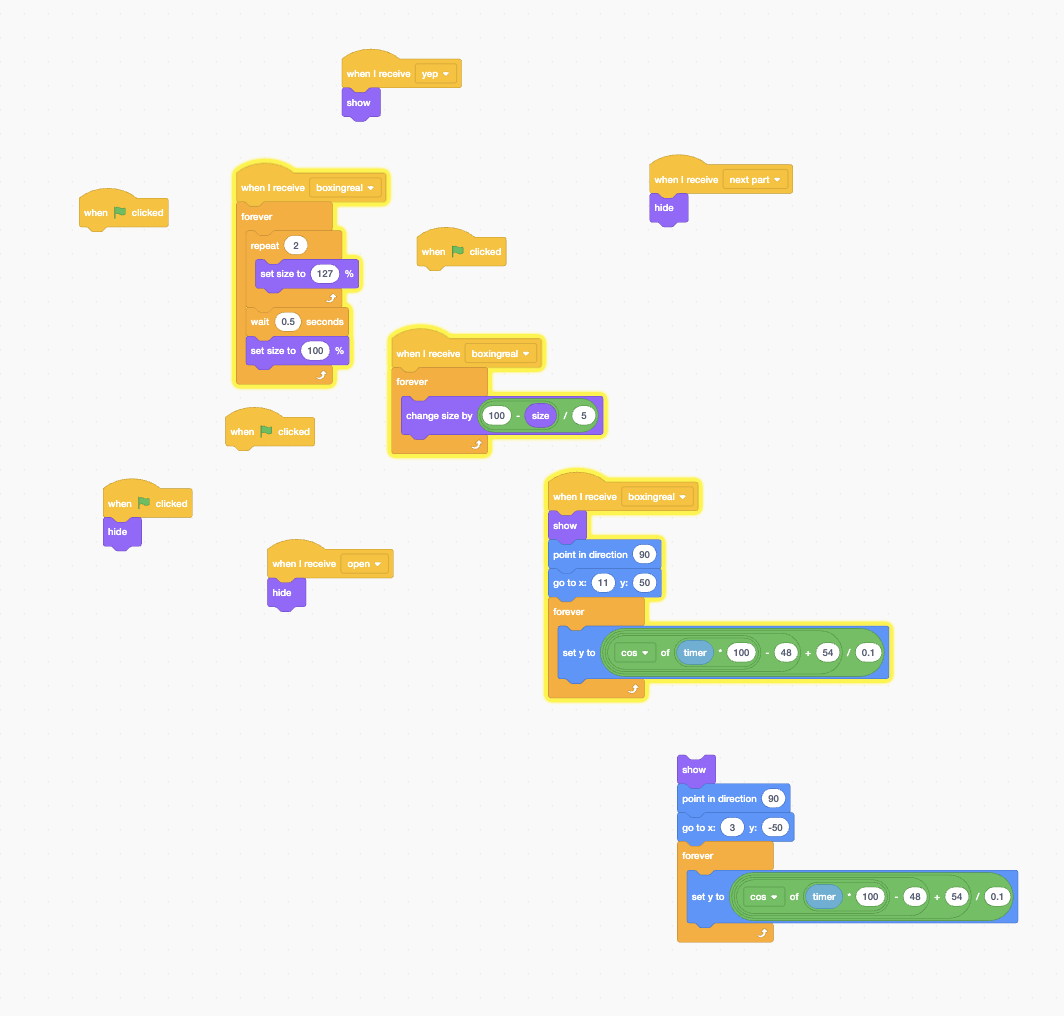 when I receive yep
show
when I receive next part
hide
when clicked
when I receive boxingreal
forever
repeat 2
set size to 127 %
wait 0.5 seconds
set size to 100 %
when clicked
when I receive boxingreal
forever
change size by 100 - size / 5
when clicked
when clicked
hide
when I receive open
hide
when I receive boxingreal
show
point in direction 90
go to x: 11 y: 50
forever
set y to cos of timer * 100 - 48 + 54 / 0.1
show
point in direction 90
go to x: 3 y: -50
forever
set y to cos of timer * 100 - 48 + 54 / 0.1